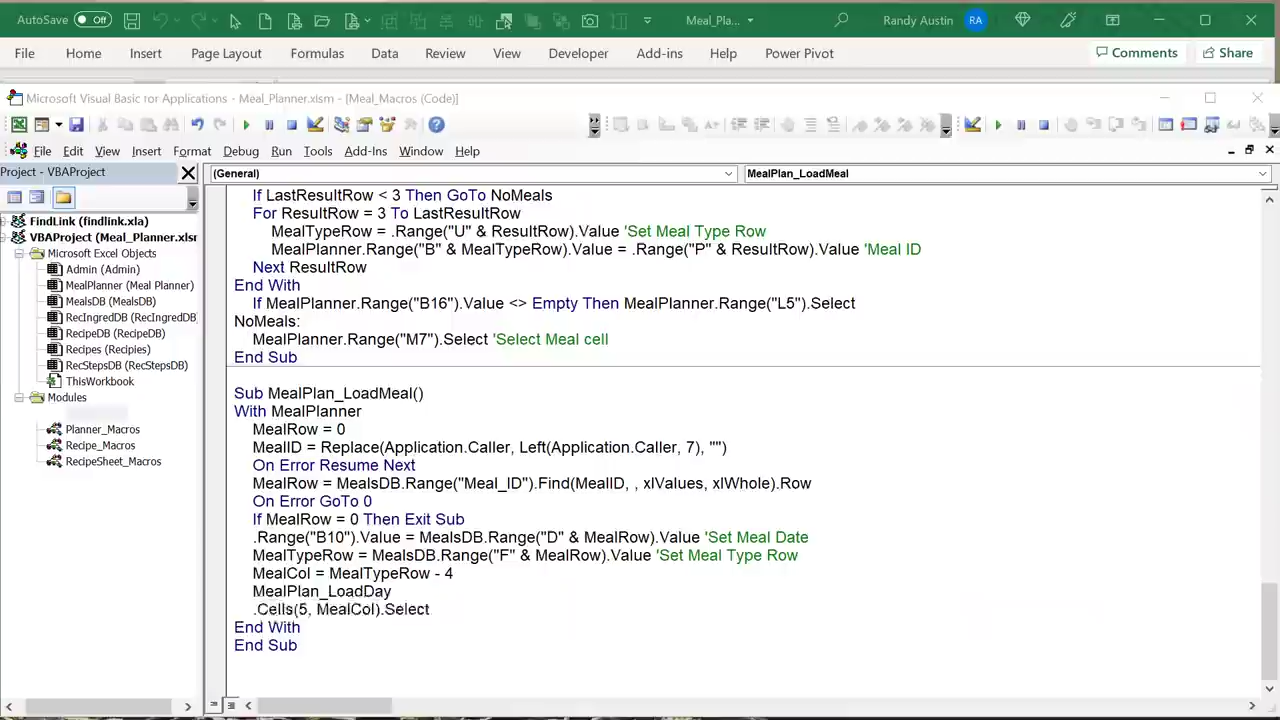 AutoSave Off Meal_Pla... Randy Austin RA
File Home Insert Page Layout Formulas Data Review View Developer Add-ins Help Power Pivot Comments Share
Microsoft Visual Basic for Applications - Meal_Planner.xlsm - [Meal_Macros (Code)]
File Edit View Insert Format Debug Run Tools Add-Ins Window Help
Project - VBAProject
(General) MealPlan_LoadMeal
FindLink (findlink.xla)
VBAProject (Meal_Planner.xlsr
Microsoft Excel Objects
Admin (Admin)
MealPlanner (Meal Planner)
MealsDB (MealsDB)
RecIngredDB (RecIngredDB
RecipeDB (RecipeDB)
Recipes (Recipies)
RecStepsDB (RecStepsDB)
ThisWorkbook
Modules
Planner_Macros
Recipe_Macros
RecipeSheet_Macros
If LastResultRow < 3 Then GoTo NoMeals
For ResultRow = 3 To LastResultRow
MealTypeRow = .Range("U" & ResultRow).Value 'Set Meal Type Row
MealPlanner.Range("B" & MealTypeRow).Value = .Range("P" & ResultRow).Value 'Meal ID
Next ResultRow
End With
If MealPlanner.Range("B16").Value <> Empty Then MealPlanner.Range("L5").Select
NoMeals:
MealPlanner.Range("M7").Select 'Select Meal cell
End Sub
Sub MealPlan_LoadMeal()
With MealPlanner
MealRow = 0
MealID = Replace(Application.Caller, Left(Application.Caller, 7), "")
On Error Resume Next
MealRow = MealsDB.Range("Meal_ID").Find(MealID, , xlValues, xlWhole).Row
On Error GoTo 0
If MealRow = 0 Then Exit Sub
.Range("B10").Value = MealsDB.Range("D" & MealRow).Value 'Set Meal Date
MealTypeRow = MealsDB.Range("F" & MealRow).Value 'Set Meal Type Row
MealCol = MealTypeRow - 4
MealPlan_LoadDay
.Cells(5, MealCol).Select
End With
End Sub